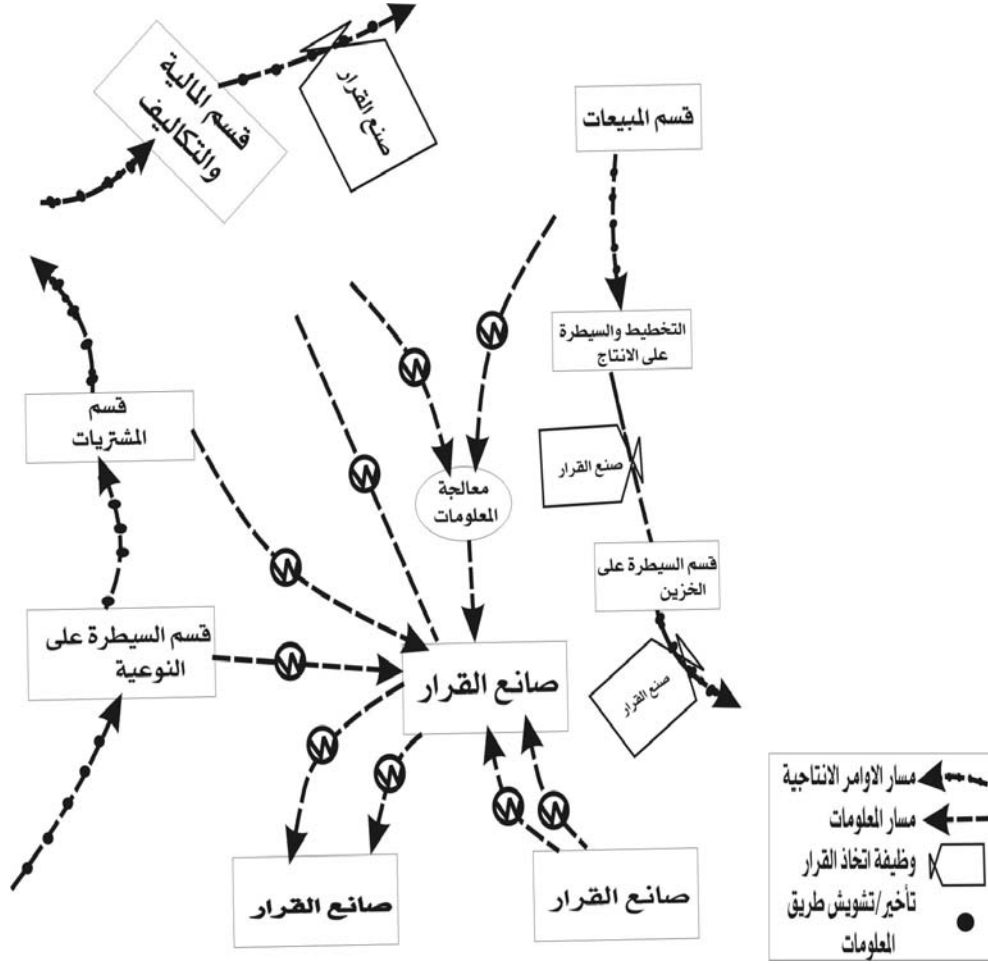 قسم المالية
والتكاليف
صنع القرار
قسم المبيعات
التخطيط والسيطرة
على الانتاج
صنع القرار
قسم السيطرة على
الخزين
صنع القرار
قسم
المشتريات
معالجة
المعلومات
قسم السيطرة على
النوعية
صانع القرار
صانع القرار
صانع القرار
W
W
W
W
W
W
W
W
W
مسار الاوامر الانتاجية
مسار المعلومات
وظيفة اتخاذ القرار
تأخير/تشويش طريق
المعلومات